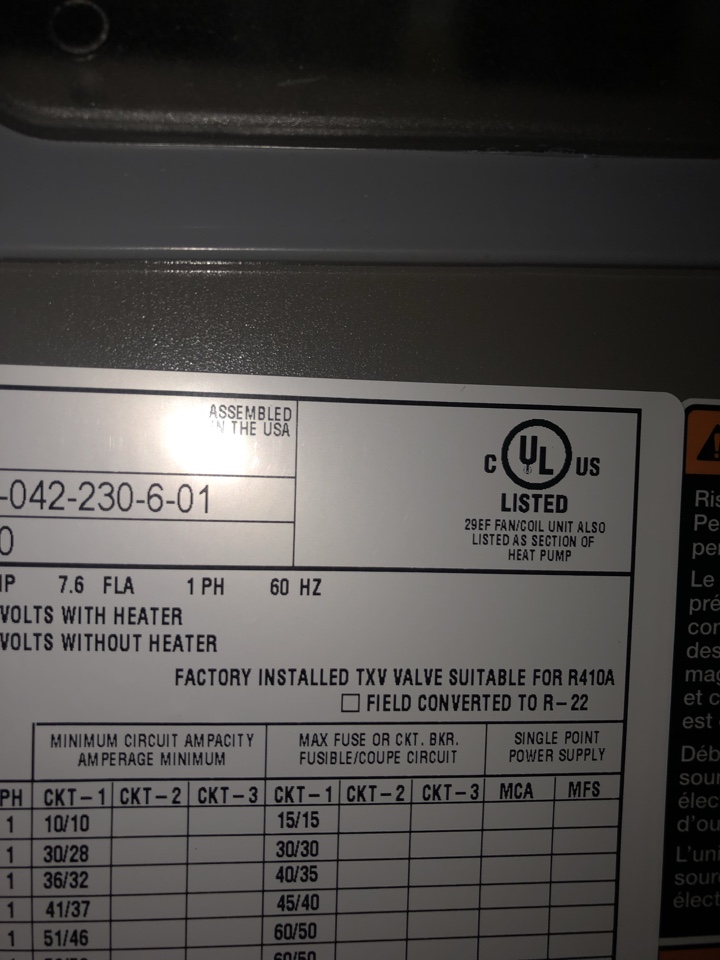 ASSEMBLED
IN THE USA
C UL US
LISTED
29EF FAN/COIL UNIT ALSO
LISTED AS SECTION OF
HEAT PUMP
-042-230-6-01
0
7.6 FLA 1 PH 60 HZ
VOLTS WITH HEATER
VOLTS WITHOUT HEATER
FACTORY INSTALLED TXV VALVE SUITABLE FOR R410A
FIELD CONVERTED TO R-22
MINIMUM CIRCUIT AMPACITY
AMPERAGE MINIMUM
MAX FUSE OR CKT. BKR.
FUSIBLE/COUPE CIRCUIT
SINGLE POINT
POWER SUPPLY
PH CKT-1 CKT-2 CKT-3 CKT-1 CKT-2 CKT-3 MCA MFS
1 10/10 15/15
1 30/28 30/30
1 36/32 40/35
1 41/37 45/40
1 51/46 60/50
60/50
Ris
Pe
per
Le
pré
con
des
mag
et c
est
Déb
sour
élec
d'ou
L'uni
sour
élect